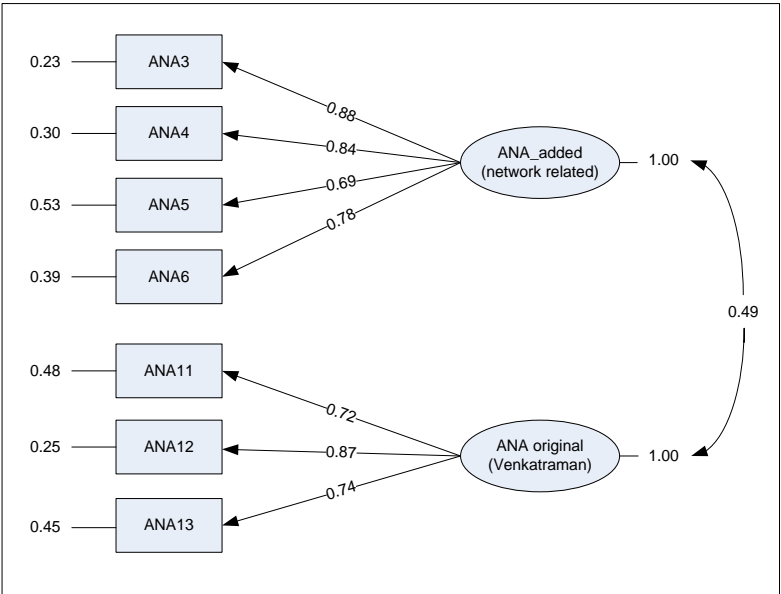 0.23
ANA3
0.88
0.30
ANA4
0.84
ANA_added
(network related)
1.00
0.53
ANA5
0.69
0.39
ANA6
0.78
0.49
0.48
ANA11
0.72
0.25
ANA12
0.87
ANA original
(Venkatraman)
1.00
0.45
ANA13
0.74